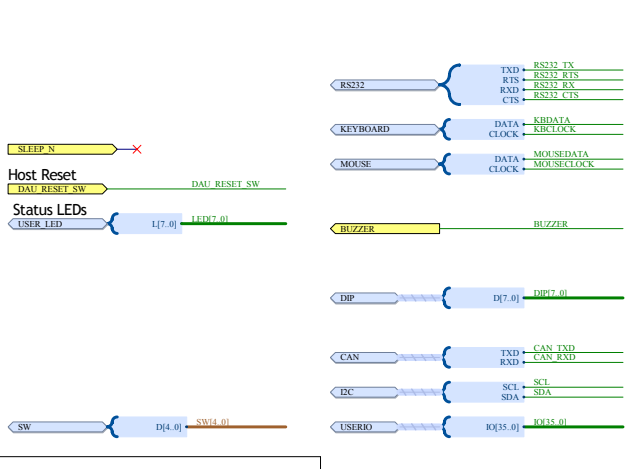 SLEEP_N
Host Reset
DAU_RESET_SW DAU_RESET_SW
Status LEDs
USER_LED L[7..0] LED[7..0]
SW D[4..0] SW[4..0]
RS232
TXD RS232_TX
RTS RS232_RTS
RXD RS232_RX
CTS RS232_CTS
KEYBOARD
DATA KBDATA
CLOCK KBCLOCK
MOUSE
DATA MOUSEDATA
CLOCK MOUSECLOCK
BUZZER BUZZER
DIP D[7..0] DIP[7..0]
CAN
TXD CAN_TXD
RXD CAN_RXD
I2C
SCL SCL
SDA SDA
USERIO IO[35..0] IO[35..0]